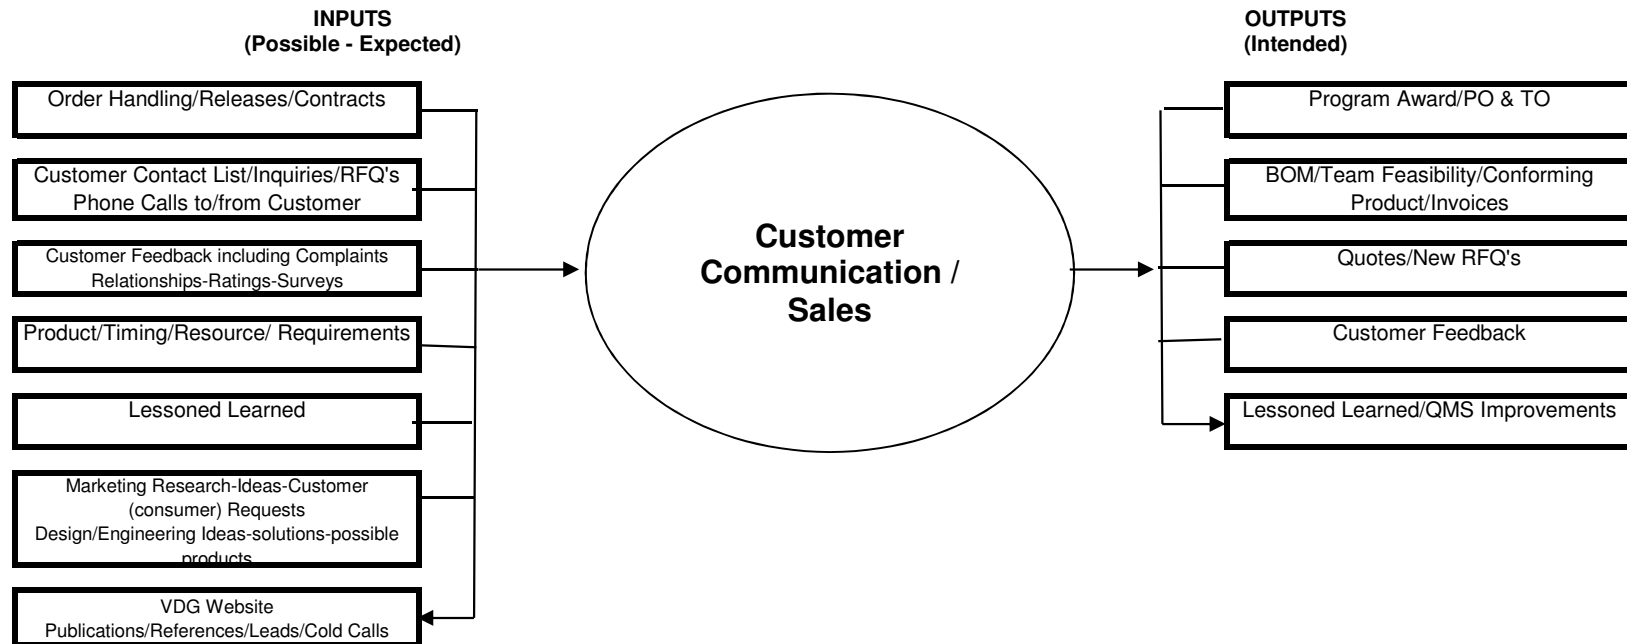 INPUTS
(Possible - Expected)
Order Handling/Releases/Contracts
Customer Contact List/Inquiries/RFQ's
Phone Calls to/from Customer
Customer Feedback including Complaints
Relationships-Ratings-Surveys
Product/Timing/Resource/ Requirements
Lessoned Learned
Marketing Research-Ideas-Customer
(consumer) Requests
Design/Engineering Ideas-solutions-possible
products
VDG Website
Publications/References/Leads/Cold Calls
Customer
Communication /
Sales
OUTPUTS
(Intended)
Program Award/PO & TO
BOM/Team Feasibility/Conforming
Product/Invoices
Quotes/New RFQ's
Customer Feedback
Lessoned Learned/QMS Improvements